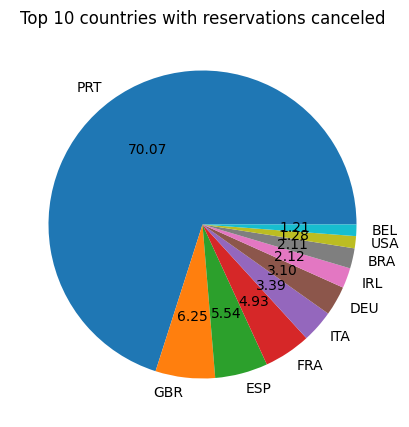 Top 10 countries with reservations canceled
PRT
70.07
GBR
6.25
ESP
5.54
FRA
4.93
ITA
3.39
DEU
3.10
IRL
2.12
BRA
2.11
USA
1.28
BEL
1.21